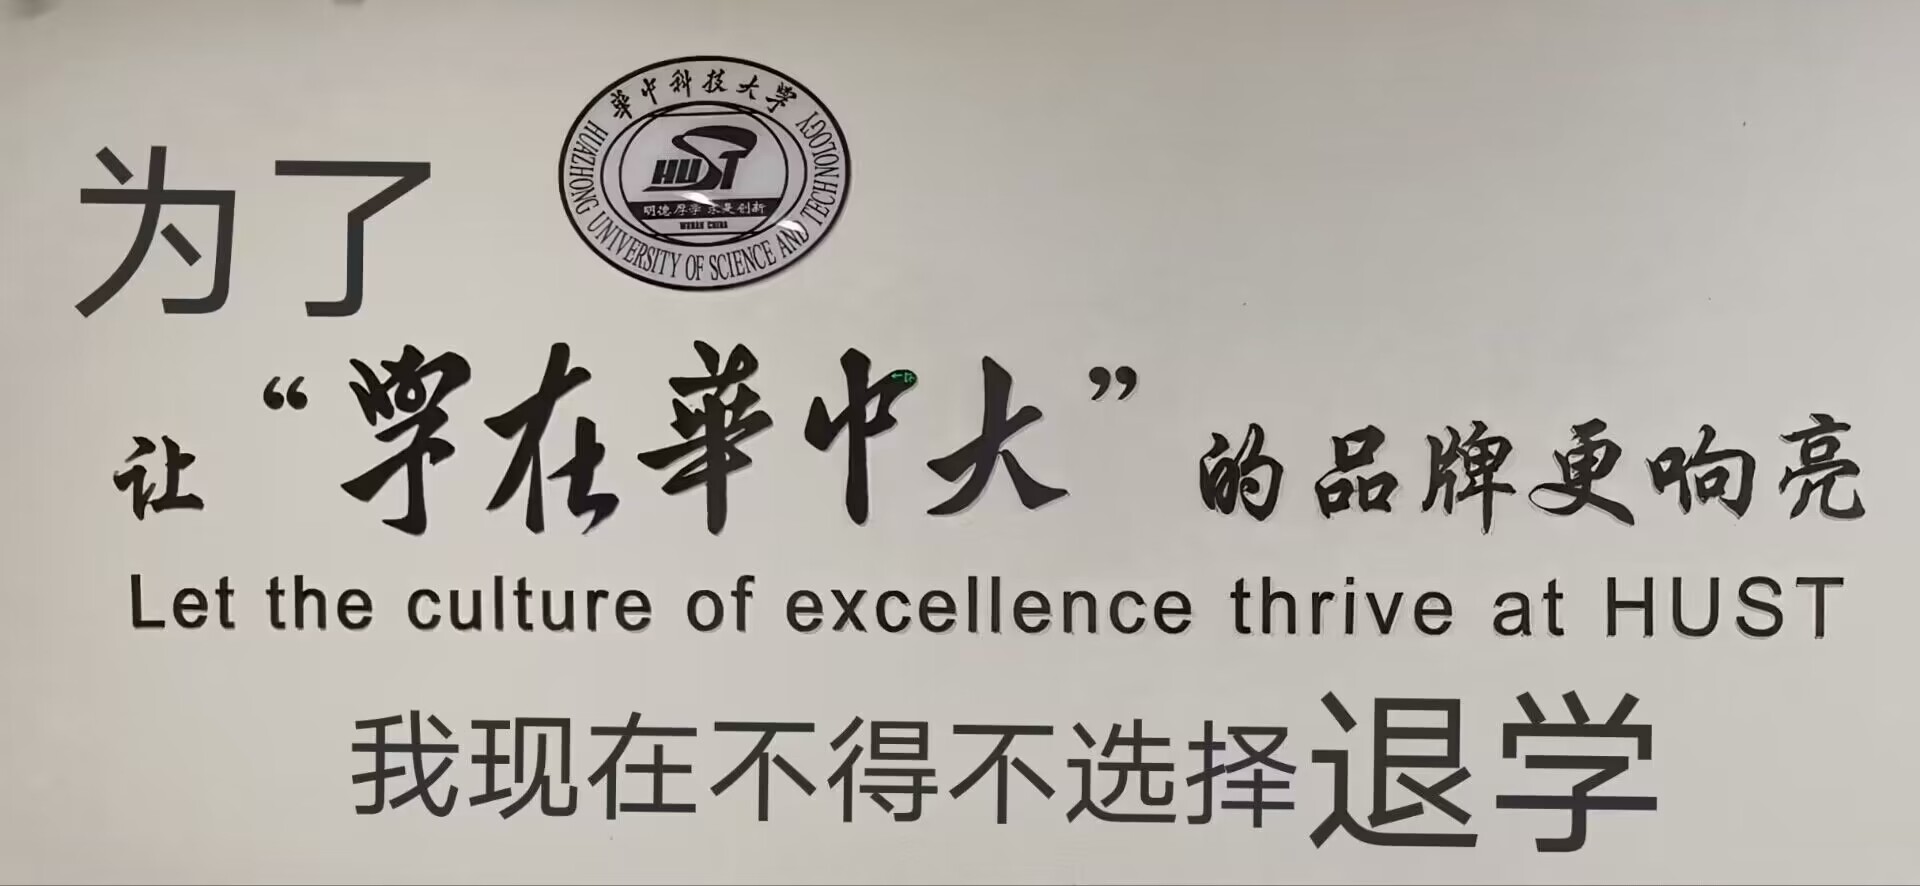 華中科技大學
HUAZHONG UNIVERSITY OF SCIENCE AND TECHNOLOGY
HUST
明德厚学 求是创新
WUHAN CHINA
为了
让“學在華中大”的品牌更响亮
Let the culture of excellence thrive at HUST
我现在不得不选择退学